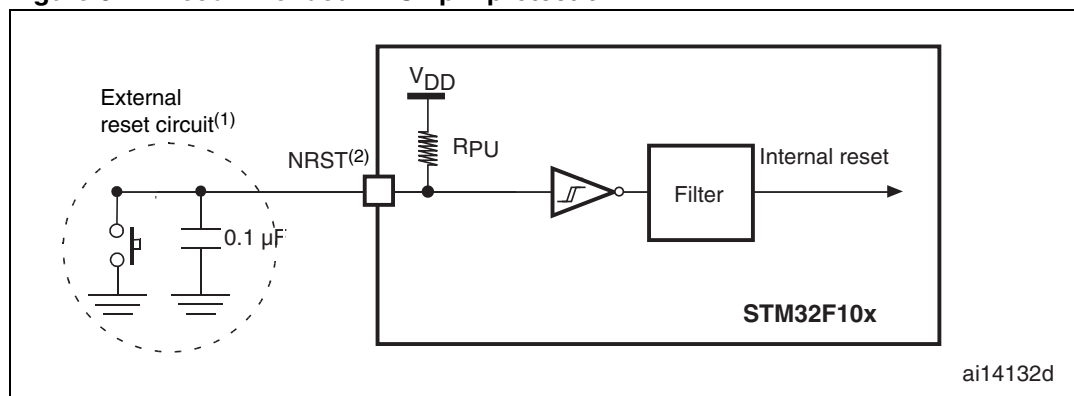 External
reset circuit(1)
VDD
NRST(2)
RPU
Internal reset
Filter
0.1 µF
STM32F10x
ai14132d